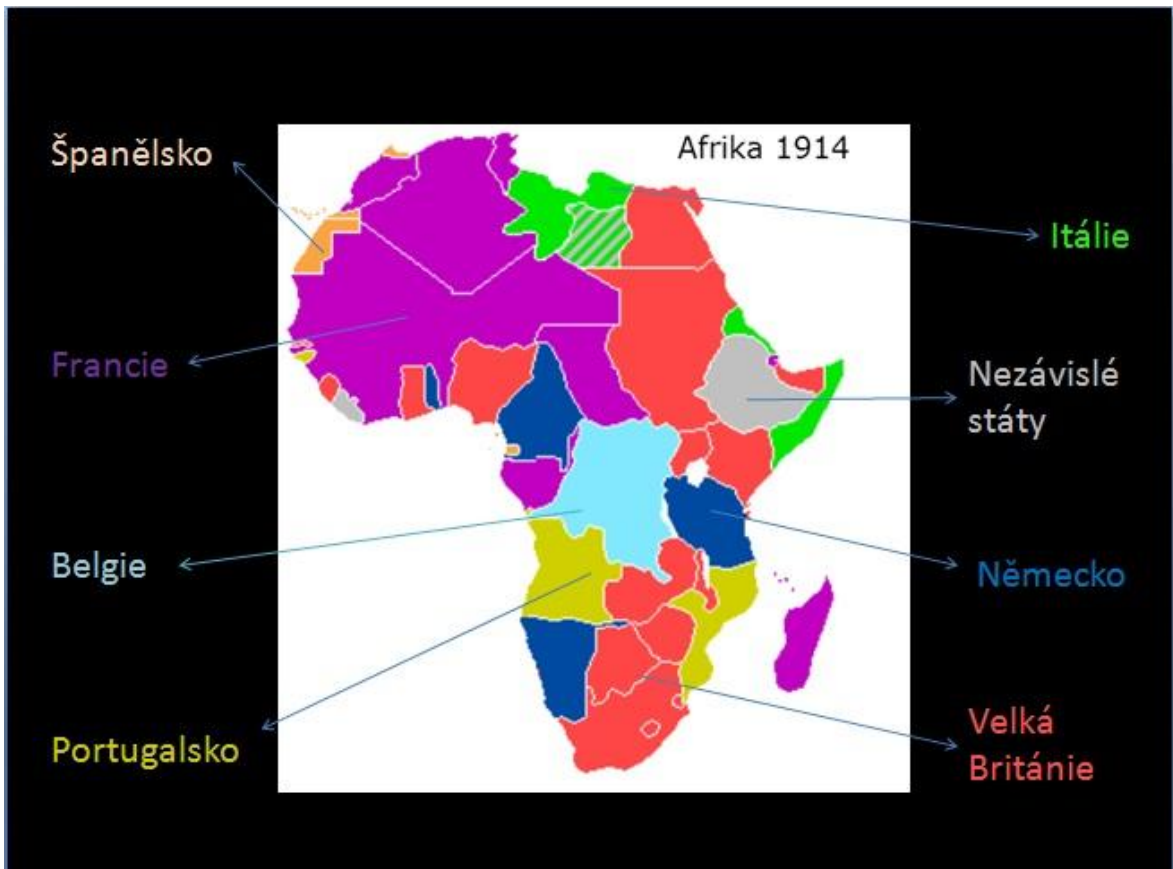 Afrika 1914
Španělsko
Francie
Belgie
Portugalsko
Itálie
Nezávislé
státy
Německo
Velká
Británie